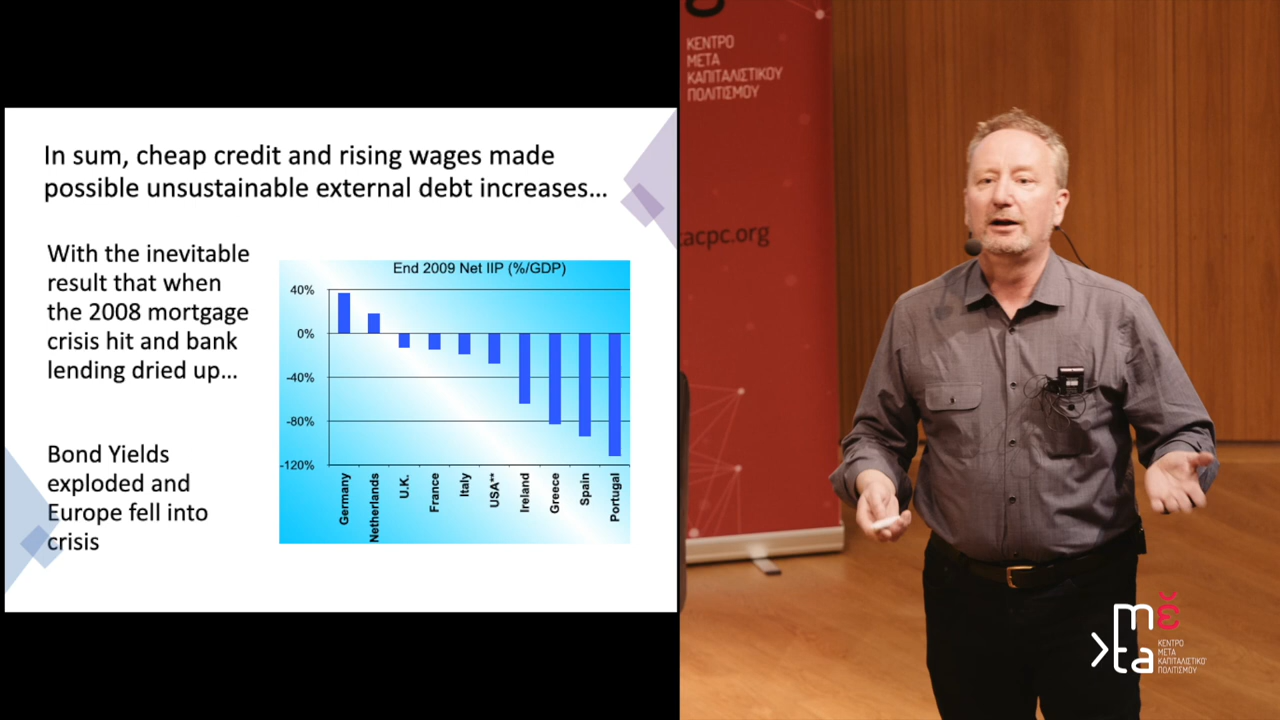 In sum, cheap credit and rising wages made
possible unsustainable external debt increases...
With the inevitable
result that when
the 2008 mortgage
crisis hit and bank
lending dried up...
Bond Yields
exploded and
Europe fell into
crisis
End 2009 Net IIP (%/GDP)
40%
0%
-40%
-80%
-120%
Germany
Netherlands
U.K.
France
Italy
USA**
Ireland
Greece
Spain
Portugal
ΚΕΝΤΡΟ
ΜΕΤΑ
ΚΑΠΙΤΑΛΙΣΤΙΚΟΥ
ΠΟΛΙΤΙΣΜΟΥ
acpc.org
mέ
τα
ΚΕΝΤΡΟ
ΜΕΤΑ
ΚΑΠΙΤΑΛΙΣΤΙΚΟΥ
ΠΟΛΙΤΙΣΜΟΥ